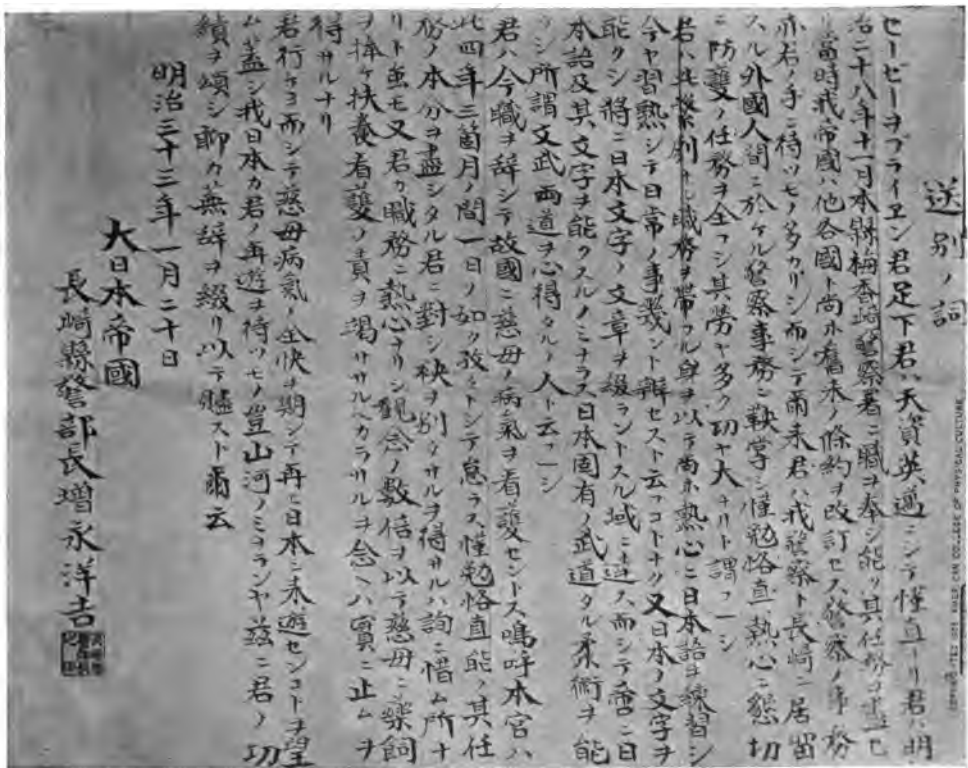 送別ノ詞
セーゼーヲブライヱン君足下君ハ天資英邁ニシテ慬直ナリ君ハ明
治二十八年十一月本縣梅香﨑警察署ニ職ヲ奉シ能ク其任務ヲ盡セ
リ當時我帝國ハ他各國ト尚ホ舊来ノ條約ヲ改訂セス警察ノ事務
亦右ノ手ニ待ツモノ多カリシ而シテ爾来君ハ我警察ト長﨑ニ居留
スル外國人間ニ於ケル警察事務ニ鞅掌シ慬勉恪直熱心ニ懇切
ニ防護ノ任務ヲ全フシ其勞ヤ多ク功ヤ大ナリト謂フヘシ
君ハ此繁劇ナル職務ヲ帶フル身ヲ以テ尚ホ熱心ニ日本語ヲ練習シ
今ヤ習熟シテ日常ノ事幾ント辯セスト云フコトナク又日本ノ文字ヲ
能クシ將ニ日本文字ノ文章ヲ綴ラントスル域ニ進ス而シテ啻ニ日
本語及其文字ヲ能クスルノミナラス日本固有ノ武道タル柔術ヲ能
クシ所謂文武両道ヲ心得タルノ人ト云フヘシ
君ハ今職ヲ辞シテ故國ニ慈母ノ病氣ヲ看護セントス嗚呼本官ハ
此四年三箇月ノ間一日ノ如ク孜々トシテ怠ラス慬勉恪直能ク其任
務ノ本分ヲ盡シタル君ニ對シ袂ヲ別タサルヲ得サルハ詢ニ惜ム所ナ
リト虽モ又君カ職務ニ熱心ナリシ観念ノ数倍ヲ以テ慈母ニ藥餌
ヲ捧ケ扶養看護ノ責ヲ竭サヽルヘカラサルヲ念ヘハ實ニ止ムヲ
得サルナリ
君行ケヨ而シテ慈母病氣ノ全快ヲ期シテ再ヒ日本ニ来遊センコトヲ望
ム蓋シ我日本カ君ノ再遊ヲ待ツモノ豈山河ノミナランヤ茲ニ君ノ功
績ヲ頌シ聊カ蕪辞ヲ綴リ以テ贐スト爾云
明治三十三年一月二十日
大日本帝國
長﨑縣警部長增永洋吉